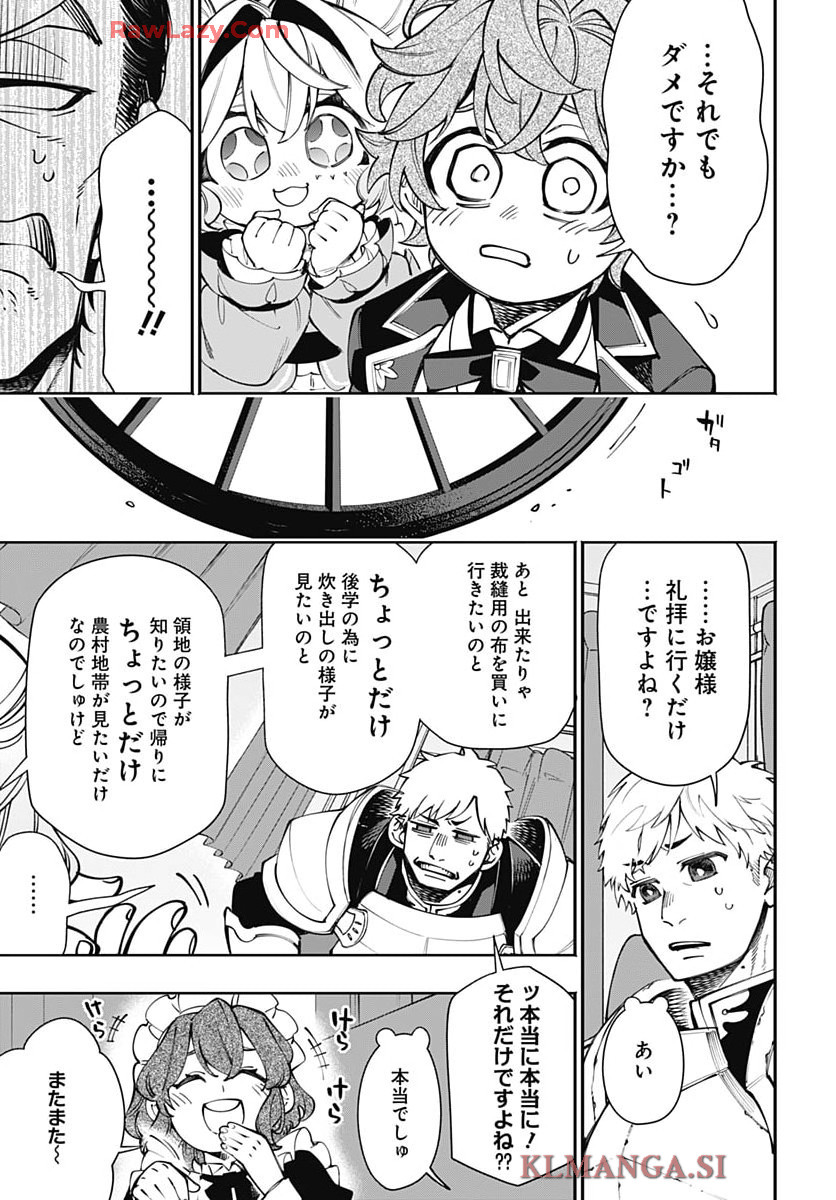 RawLazy.Com
…それでも
ダメですか…？
…〜〜〜!!
ガタ
ゴト
……お嬢様
礼拝に行くだけ
…ですよね？
あい
あと 出来たりゃ
裁縫用の布を買いに
行きたいのと
ちょっとだけ
後学の為に
炊き出しの様子が
見たいのと
領地の様子が
知りたいので帰りに
ちょっとだけ
農村地帯が見たいだけ
なのでしゅけど
……
ツ本当に本当に！
それだけですよね⁇
本当でしゅ
けら
けら
けら
またまた〜
KLMANGA.SI